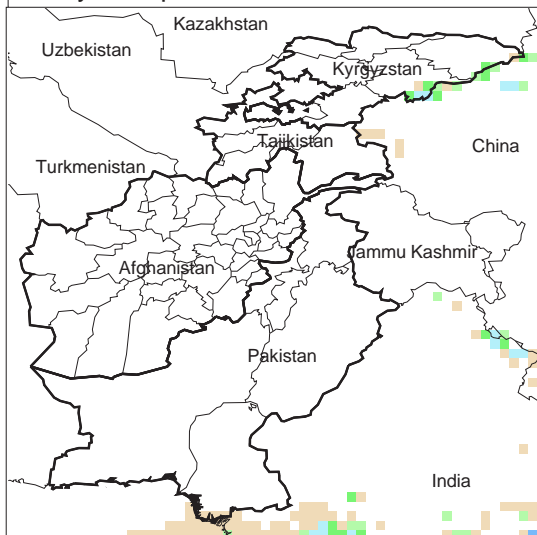 Kazakhstan
Uzbekistan
Kyrgyzstan
China
Tajikistan
Turkmenistan
Jammu Kashmir
Afghanistan
Pakistan
India